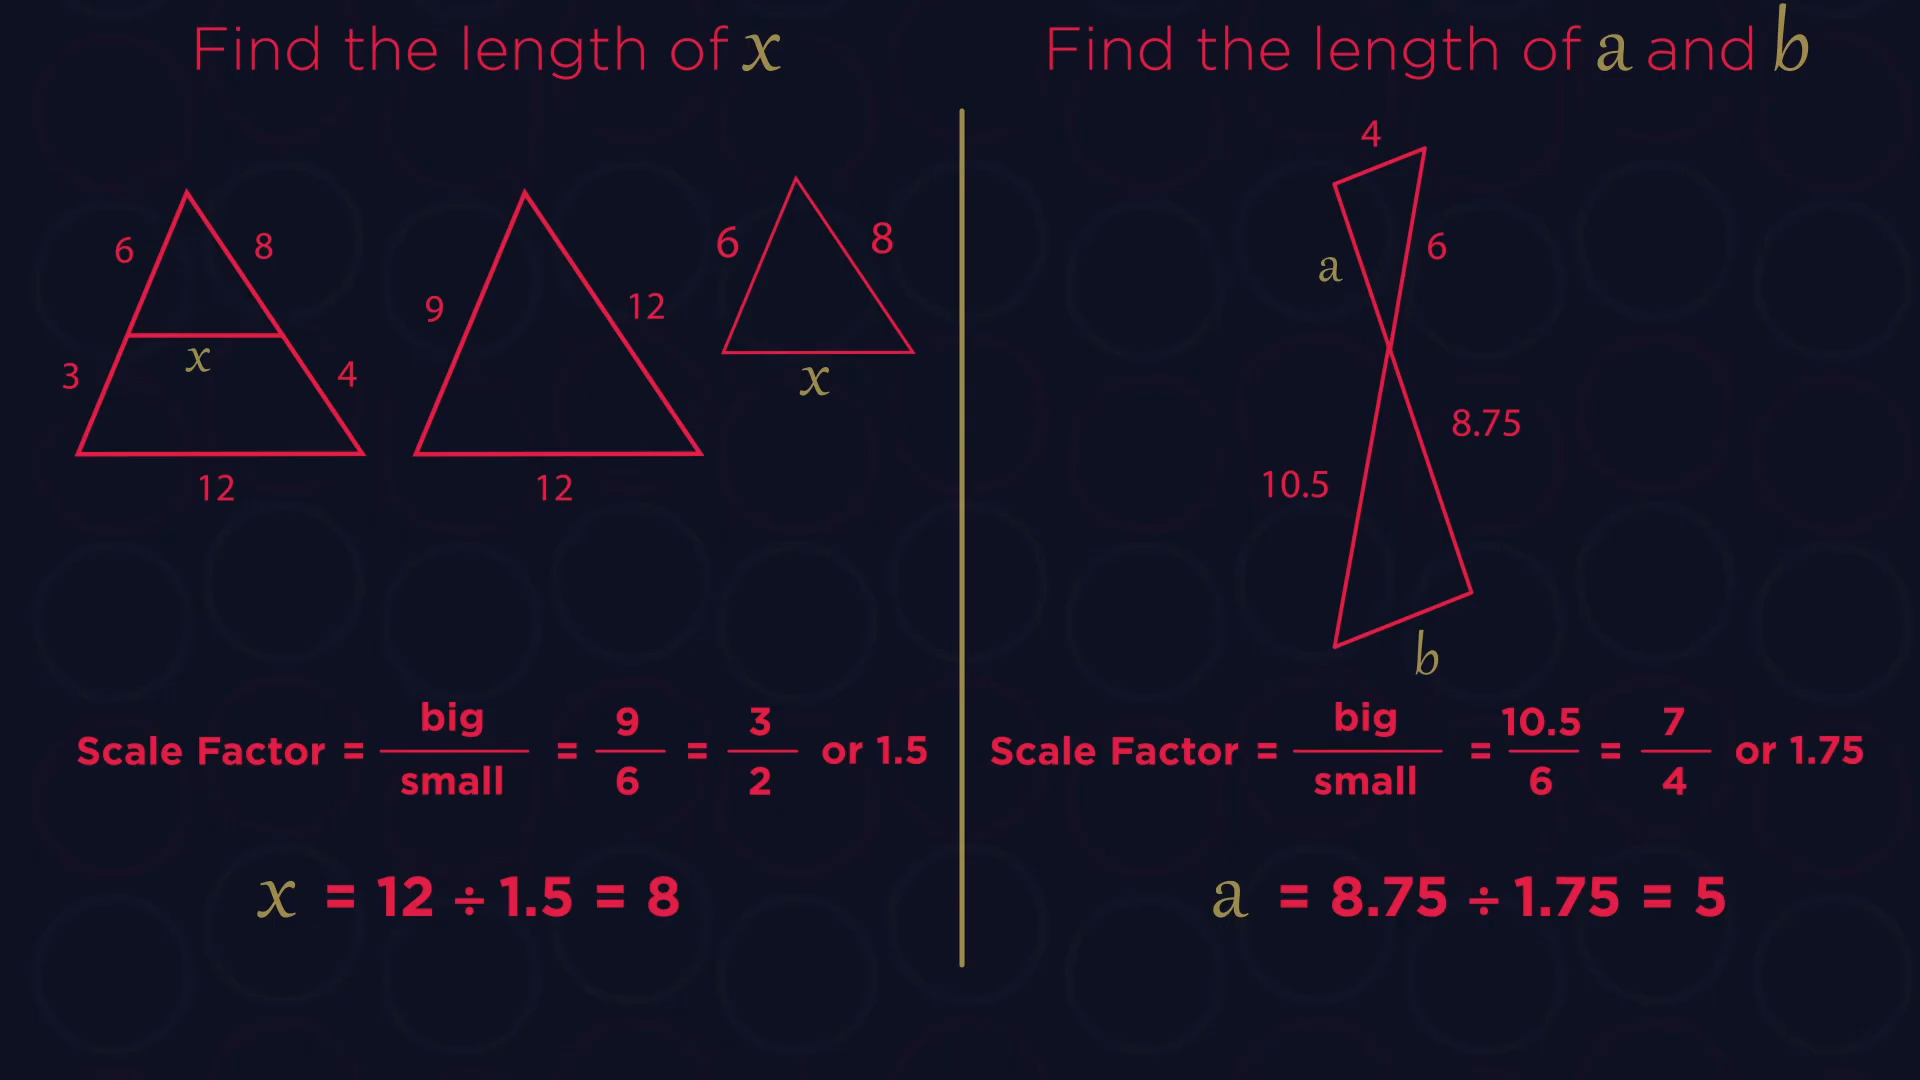 Find the length of x
6
8
x
3
4
12
9
12
12
6
8
x
Scale Factor = big/small = 9/6 = 3/2 or 1.5
x = 12 ÷ 1.5 = 8
Find the length of a and b
4
a
6
8.75
10.5
b
Scale Factor = big/small = 10.5/6 = 7/4 or 1.75
a = 8.75 ÷ 1.75 = 5